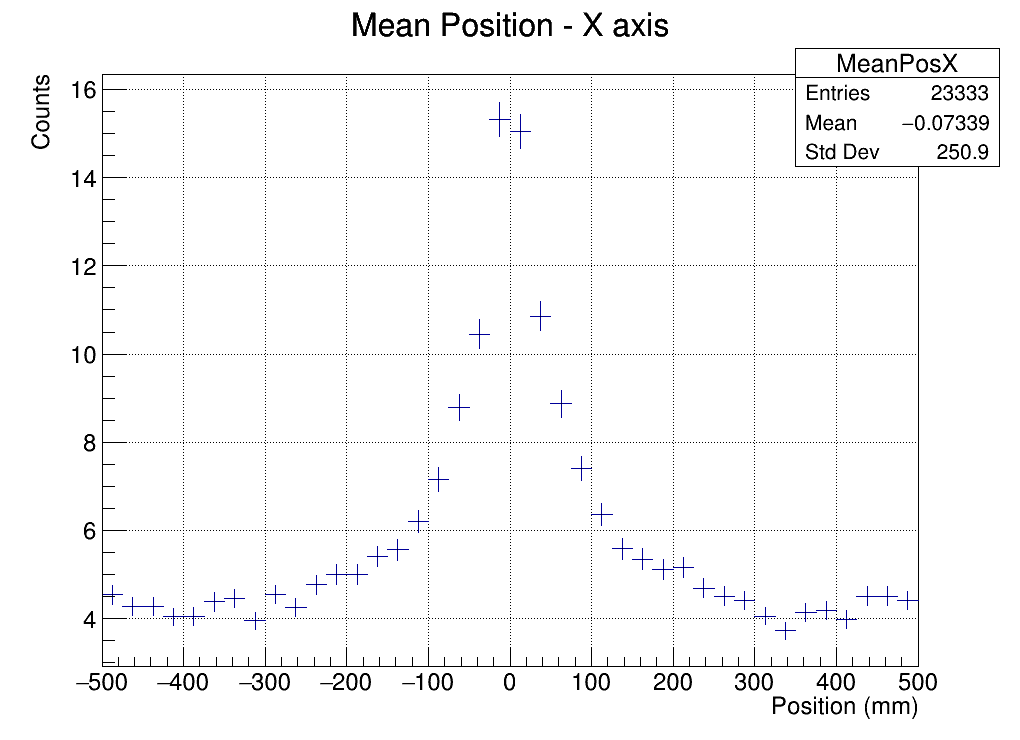 Mean Position - X axis
MeanPosX
Entries 23333
Mean −0.07339
Std Dev 250.9
Counts
16
14
12
10
8
6
4
−500 −400 −300 −200 −100 0 100 200 300 400 500
Position (mm)